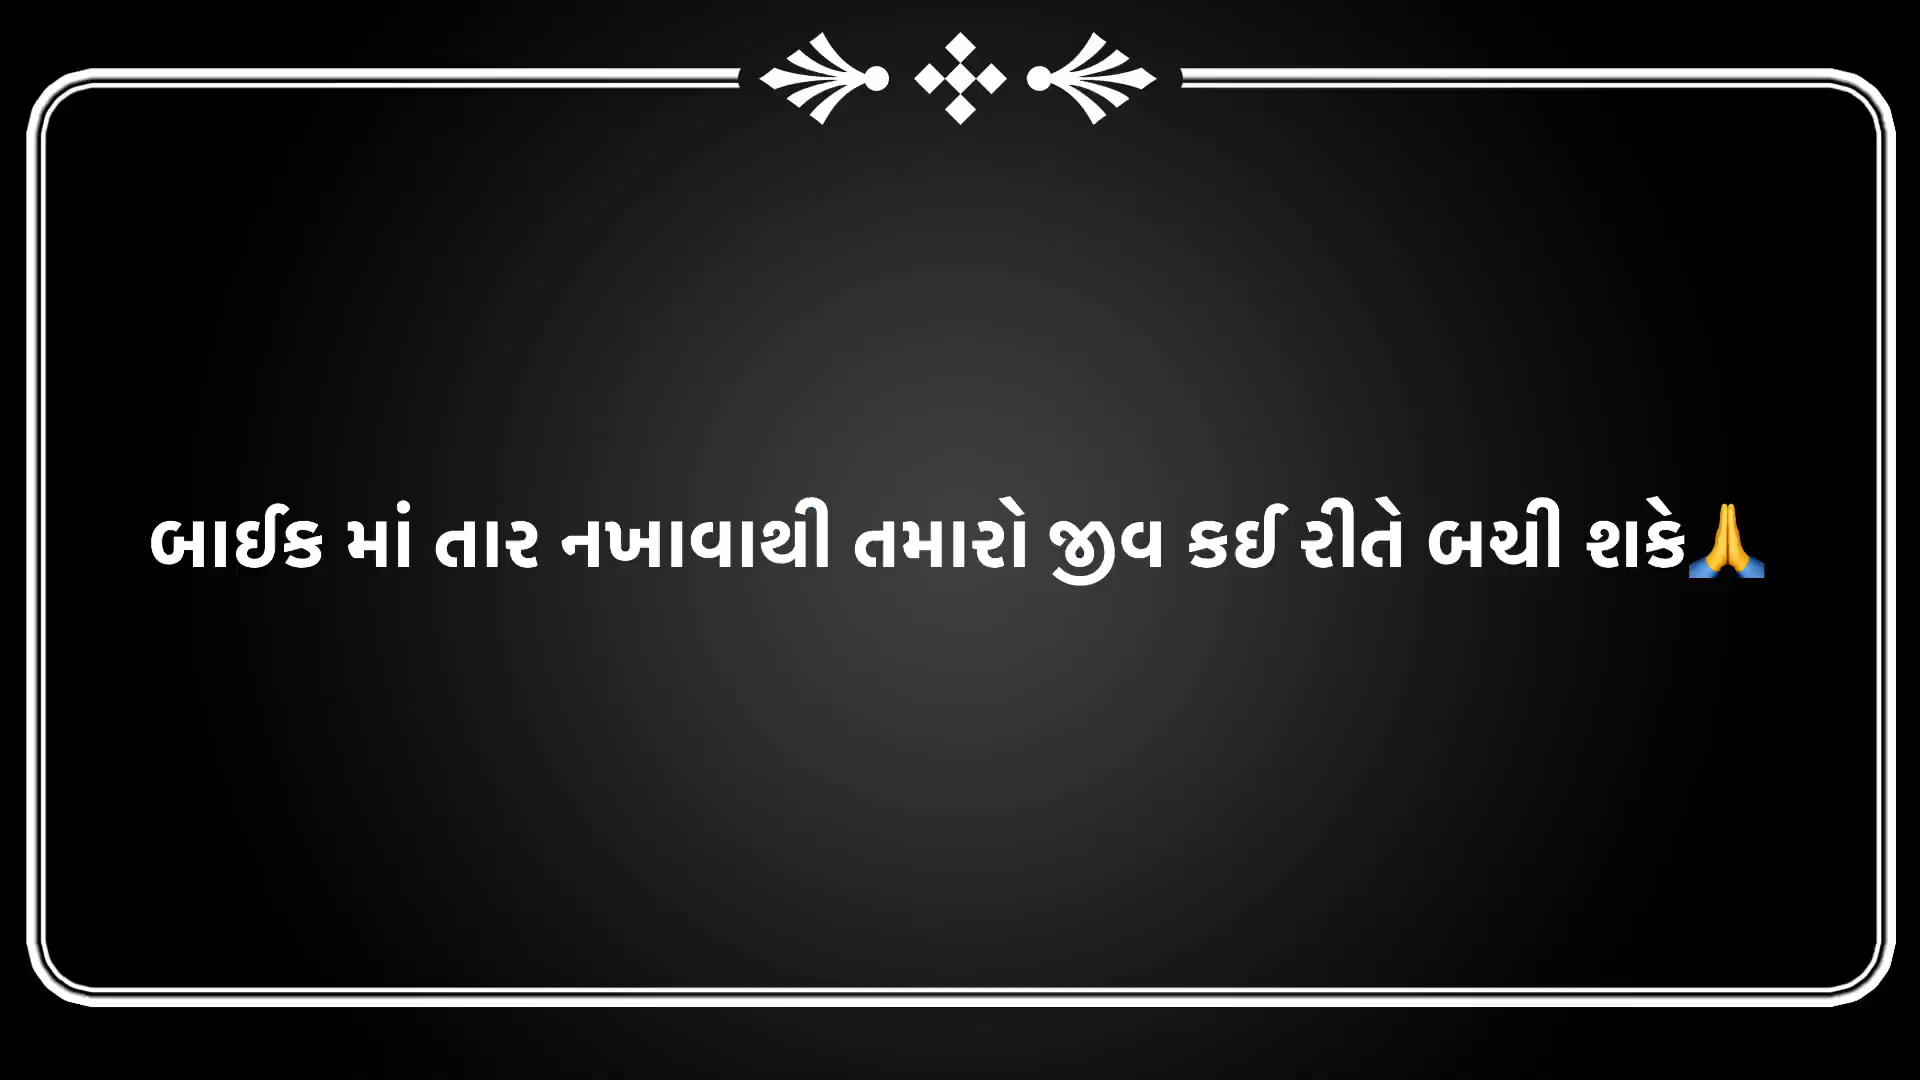 બાઈક માં તાર નખાવાથી તમારો જીવ કઈ રીતે બચી શકે🙏